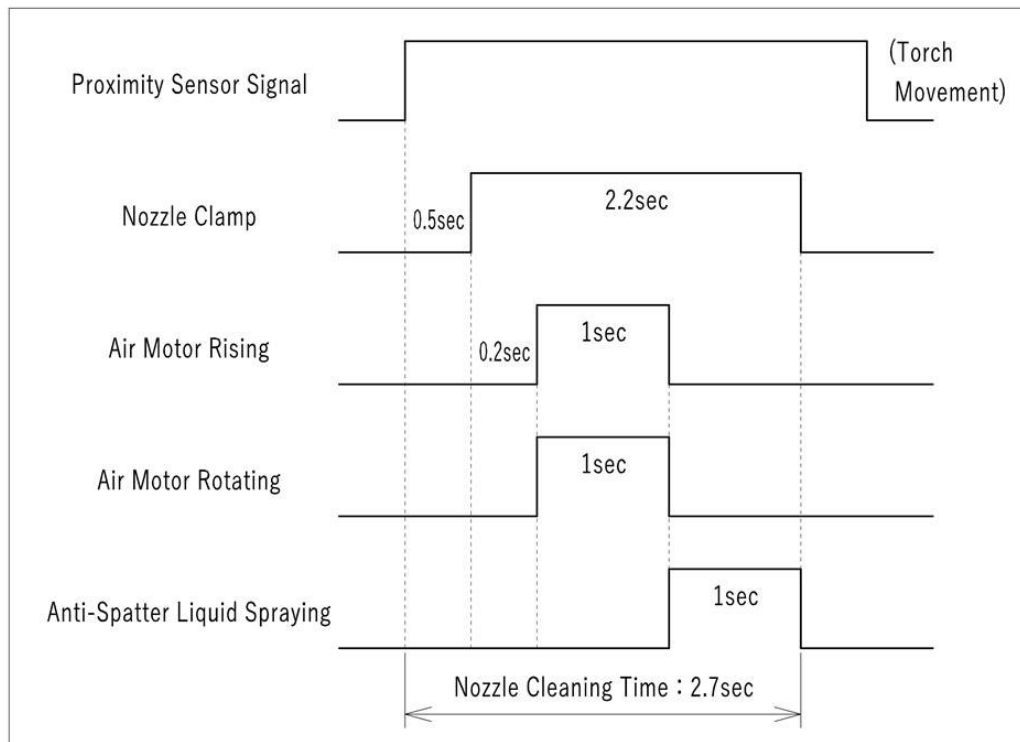 Proximity Sensor Signal
(Torch
Movement)
Nozzle Clamp
0.5sec
2.2sec
Air Motor Rising
0.2sec
1sec
Air Motor Rotating
1sec
Anti-Spatter Liquid Spraying
1sec
Nozzle Cleaning Time：2.7sec